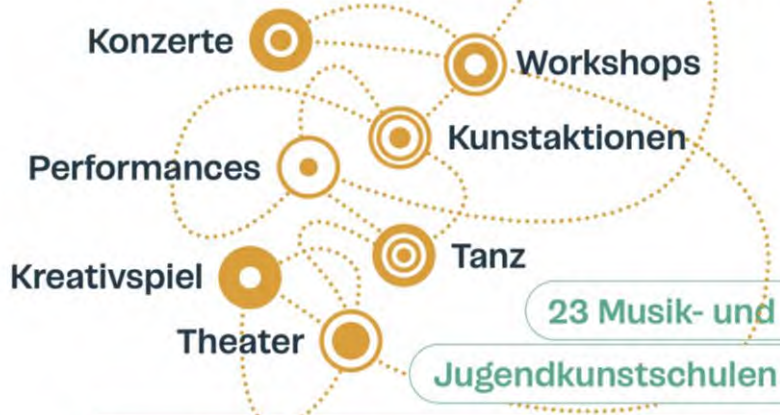 Konzerte
Workshops
Kunstaktionen
Performances
Tanz
Kreativspiel
23 Musik- und
Theater
Jugendkunstschulen